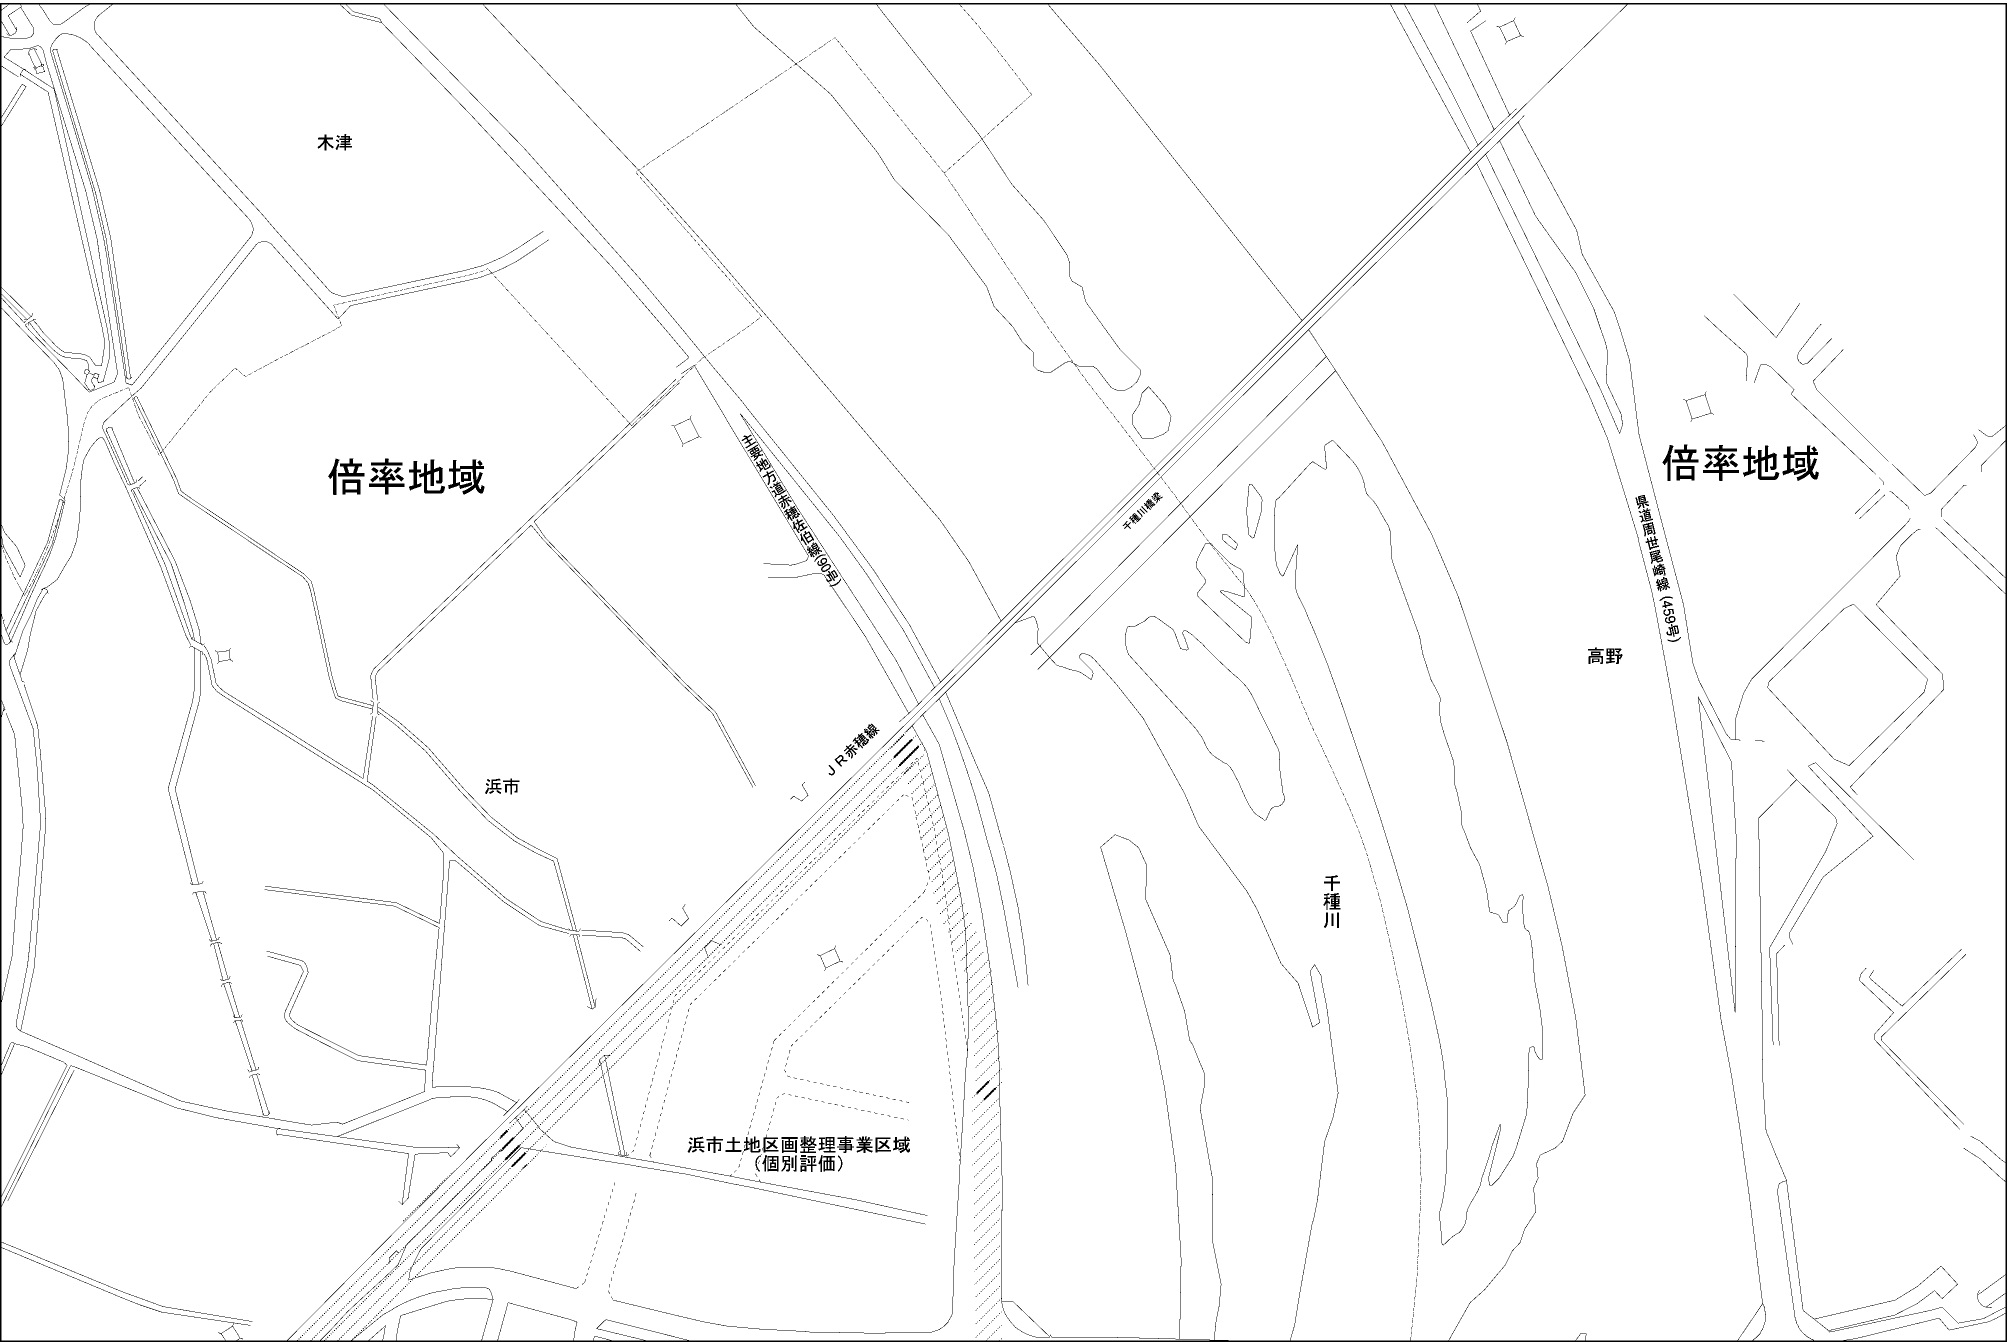 木津
倍率地域
主要地方道赤穂佐伯線(90号)
倍率地域
千種川橋梁
県道周世尾崎線(459号)
高野
JR赤穂線
浜市
千種川
浜市土地区画整理事業区域
(個別評価)